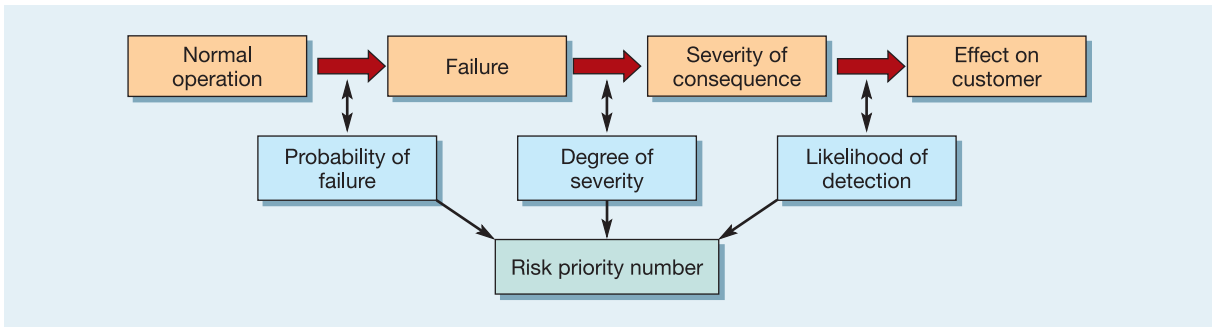 Normal
operation
Failure
Severity of
consequence
Effect on
customer
Probability of
failure
Degree of
severity
Likelihood of
detection
Risk priority number